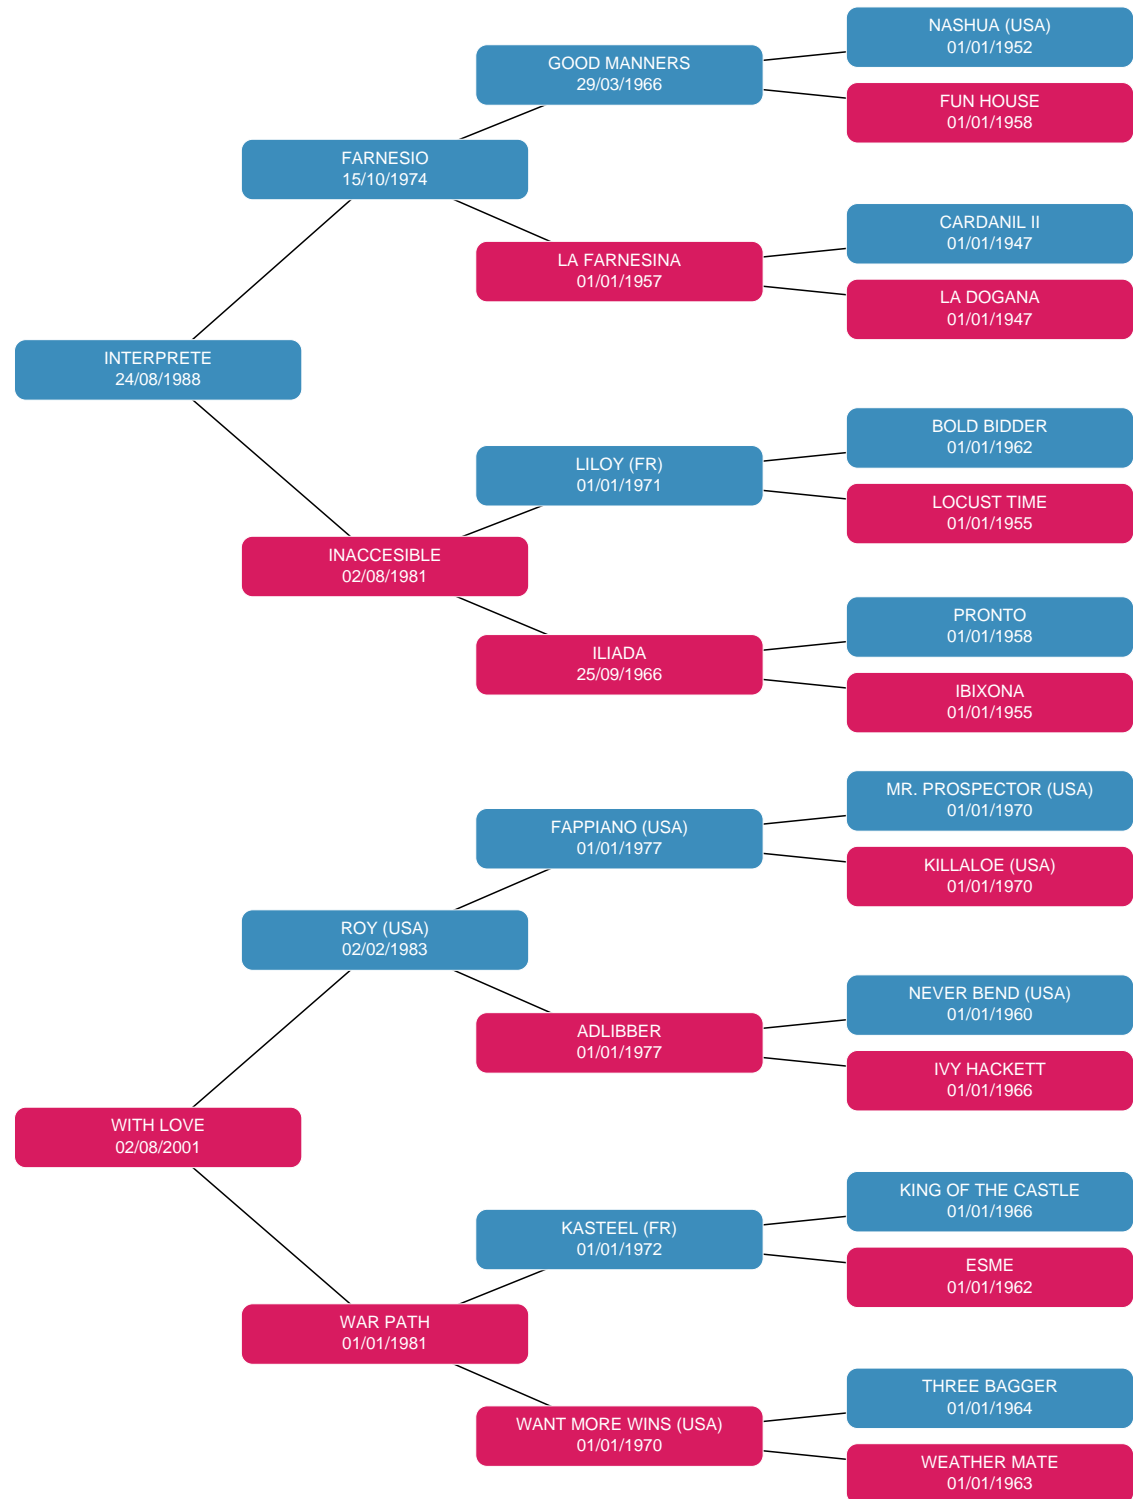 NASHUA (USA)
01/01/1952
GOOD MANNERS
29/03/1966
FUN HOUSE
01/01/1958
FARNESIO
15/10/1974
CARDANIL II
01/01/1947
LA FARNESINA
01/01/1957
LA DOGANA
01/01/1947
INTERPRETE
24/08/1988
BOLD BIDDER
01/01/1962
LILOY (FR)
01/01/1971
LOCUST TIME
01/01/1955
INACCESIBLE
02/08/1981
PRONTO
01/01/1958
ILIADA
25/09/1966
IBIXONA
01/01/1955
MR. PROSPECTOR (USA)
01/01/1970
FAPPIANO (USA)
01/01/1977
KILLALOE (USA)
01/01/1970
ROY (USA)
02/02/1983
NEVER BEND (USA)
01/01/1960
ADLIBBER
01/01/1977
IVY HACKETT
01/01/1966
WITH LOVE
02/08/2001
KING OF THE CASTLE
01/01/1966
KASTEEL (FR)
01/01/1972
ESME
01/01/1962
WAR PATH
01/01/1981
THREE BAGGER
01/01/1964
WANT MORE WINS (USA)
01/01/1970
WEATHER MATE
01/01/1963